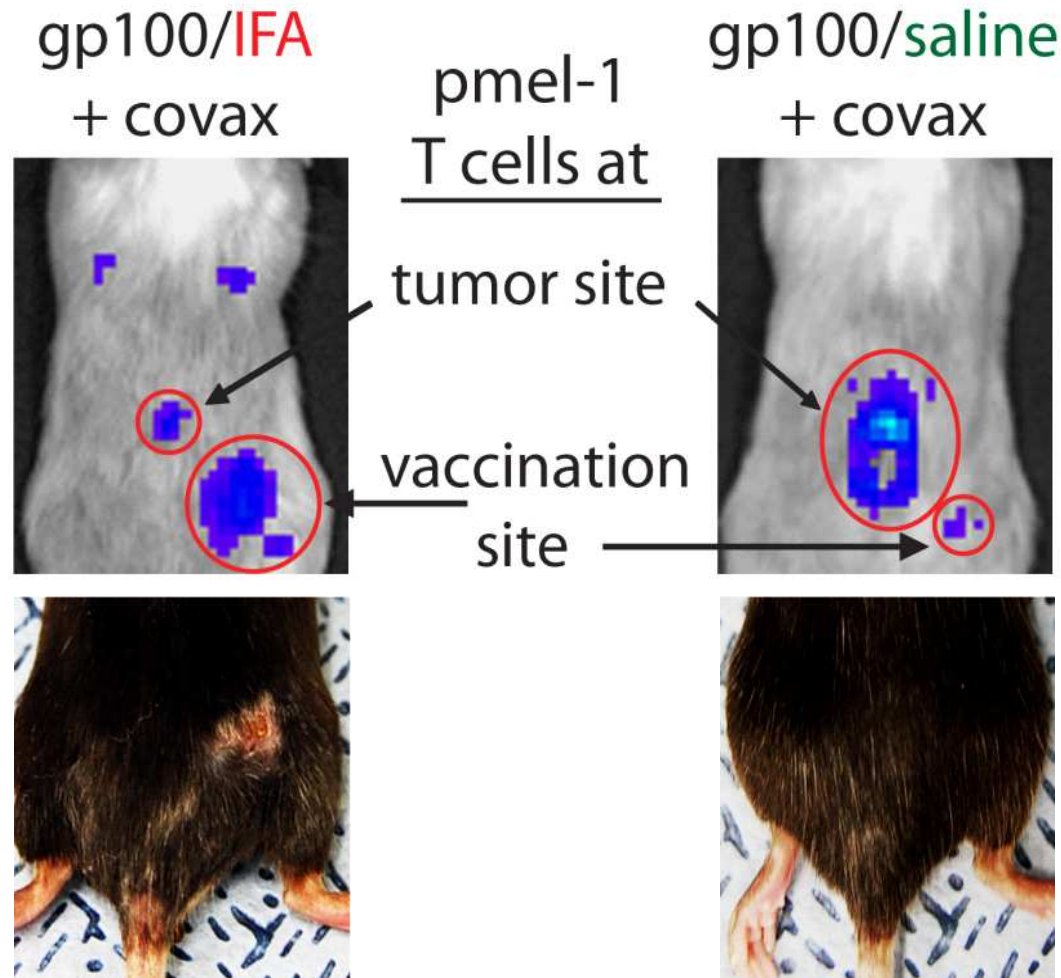 gp100/IFA
+ covax
pmel-1
T cells at
tumor site
vaccination
site
gp100/saline
+ covax